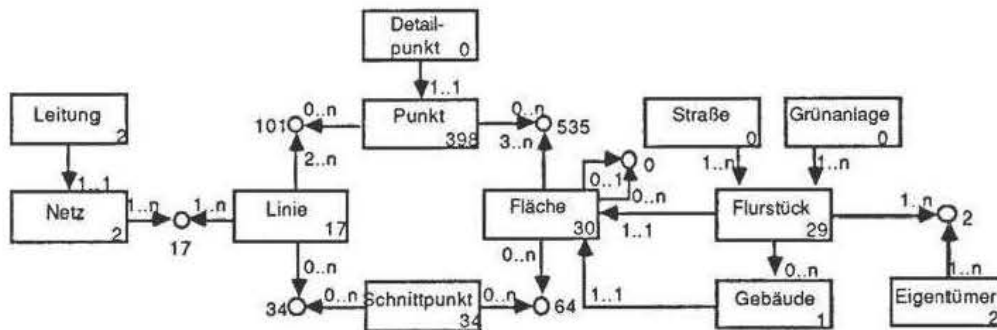 Detail-
punkt
0
1..1
Leitung
2
101
0..n
Punkt
398
0..n
535
3..n
Straße
0
Grünanlage
0
2..n
1..n
1..n
0
0..1
0..n
1..1
Netz
2
1..n
17
1..n
Linie
17
Fläche
30
1..1
Flurstück
29
1..n
2
0..n
0..n
0..n
1..n
34
0..n
Schnittpunkt
34
0..n
64
1..1
Gebäude
1
Eigentümer
2